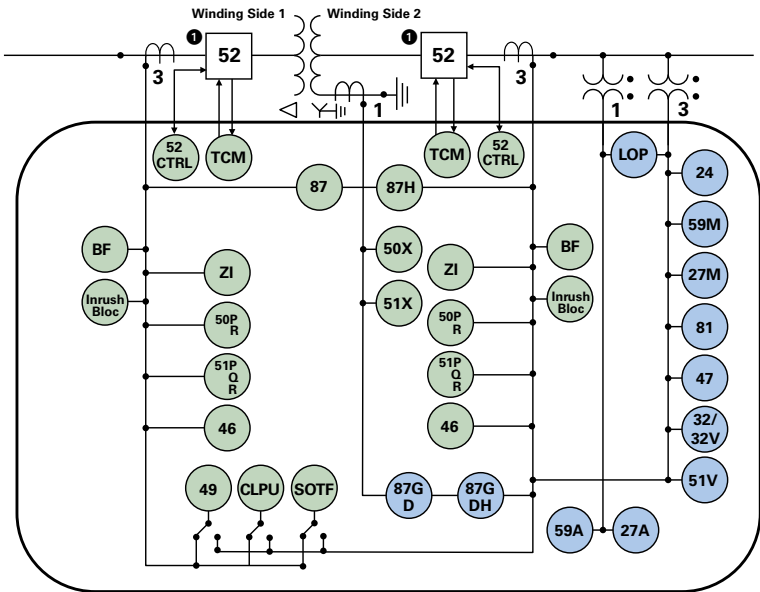 Winding Side 1
Winding Side 2
1
52
1
52
3
1
3
1
3
52
CTRL
TCM
TCM
52
CTRL
LOP
87
87H
24
59M
BF
50X
BF
ZI
ZI
27M
Inrush
Bloc
51X
Inrush
Bloc
50P
R
50P
R
81
51P
Q
R
51P
Q
R
47
46
46
32/
32V
49
CLPU
SOTF
87G
D
87G
DH
51V
59A
27A